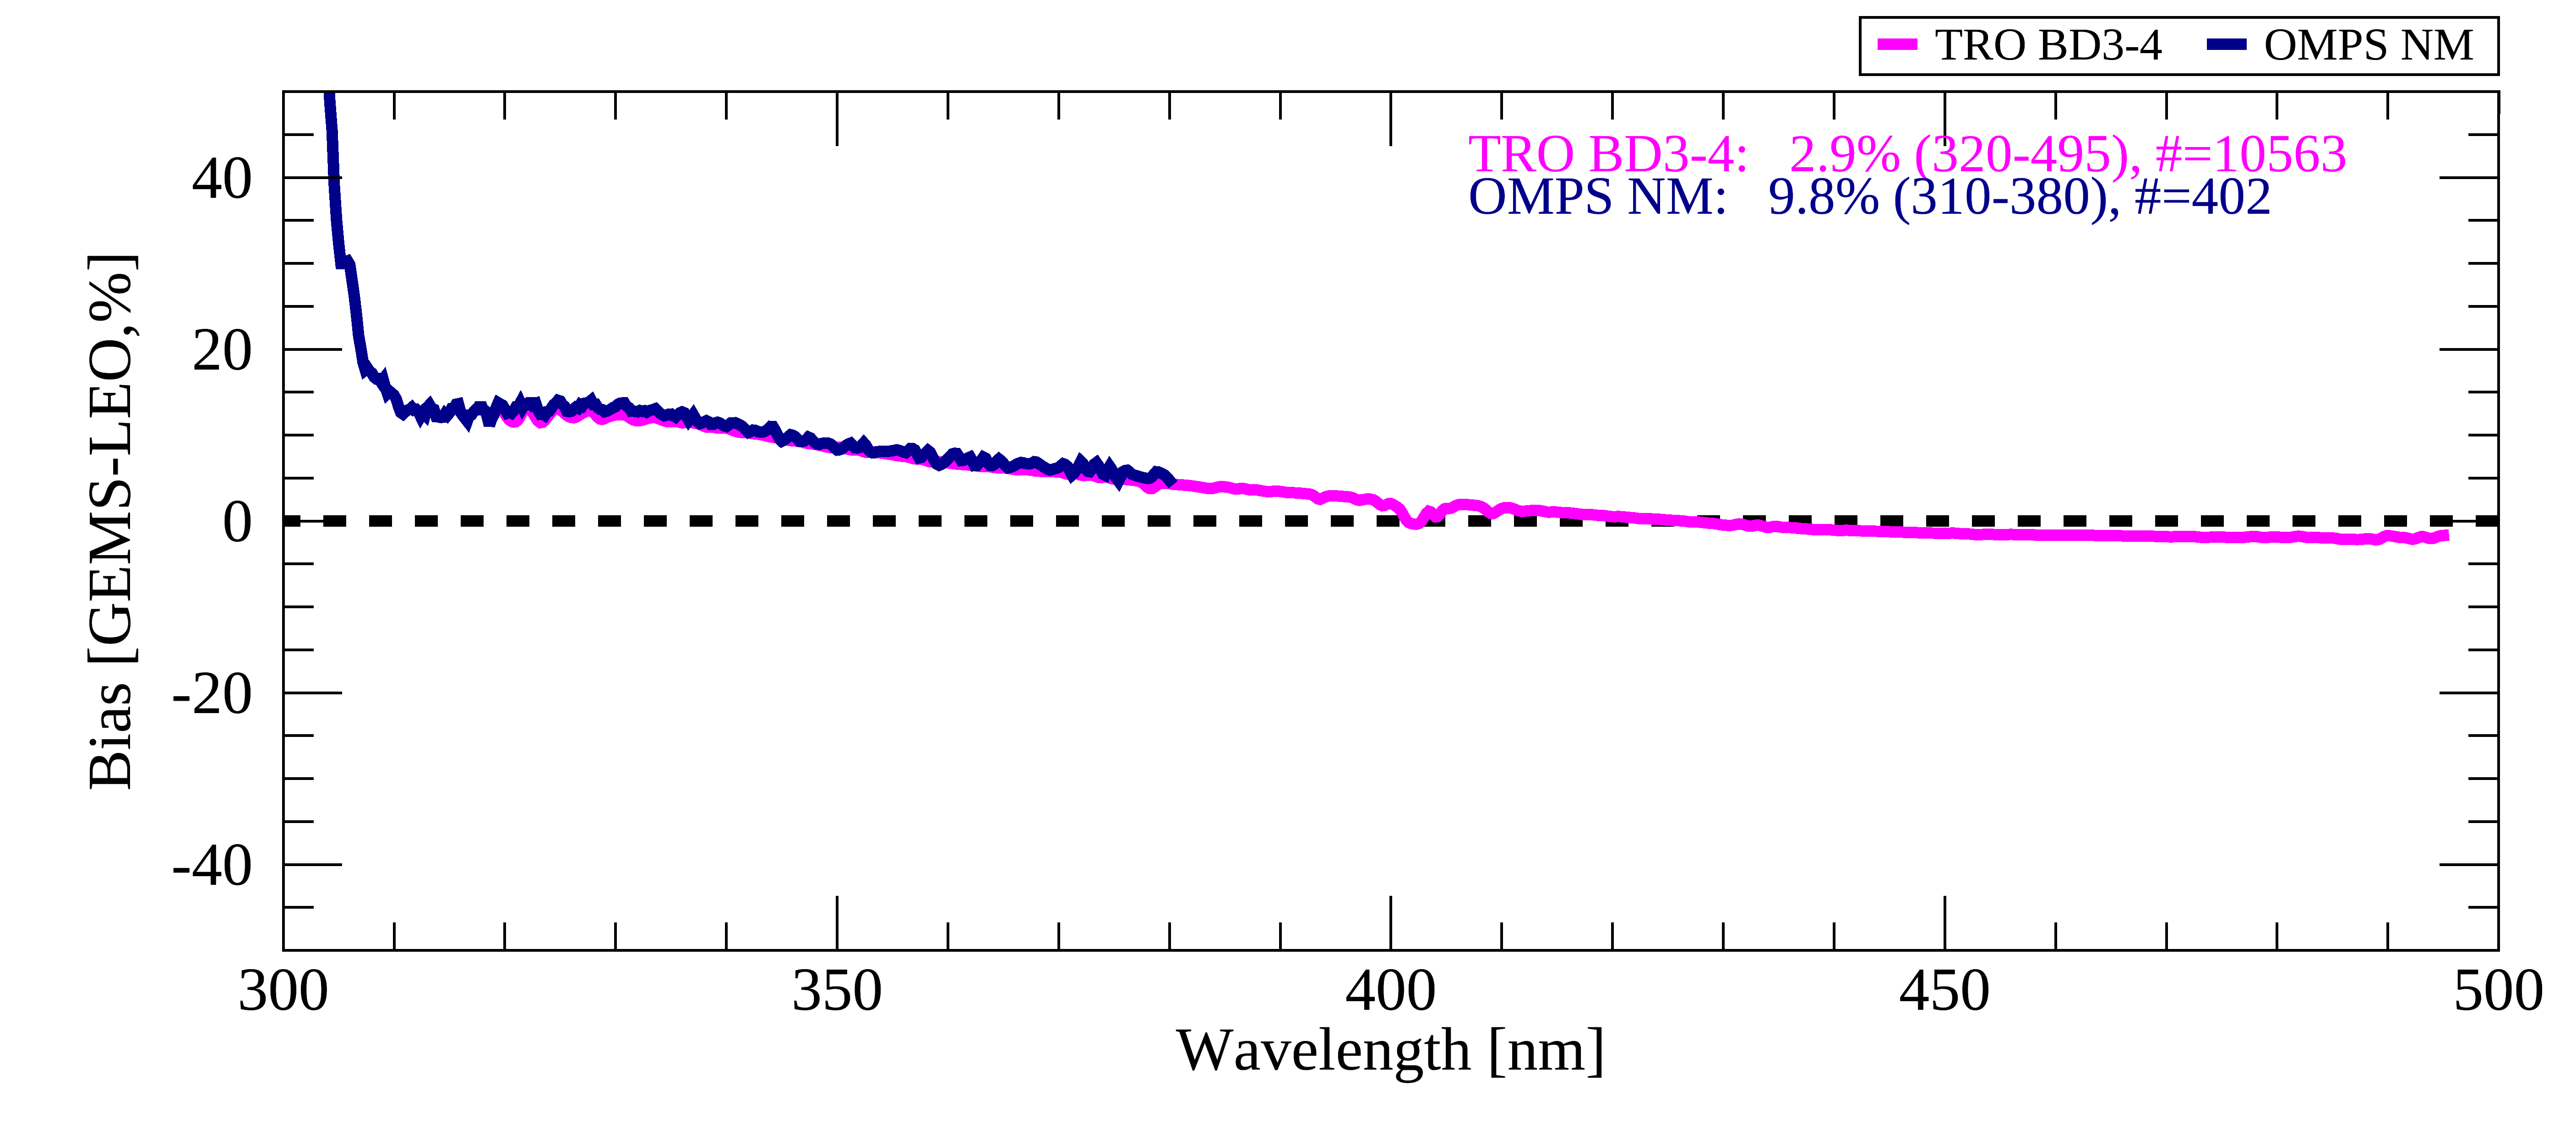 TRO BD3-4 OMPS NM
TRO BD3-4: 2.9% (320-495), #=10563
OMPS NM: 9.8% (310-380), #=402
Bias [GEMS-LEO,%]
40
20
0
-20
-40
300 350 400 450 500
Wavelength [nm]